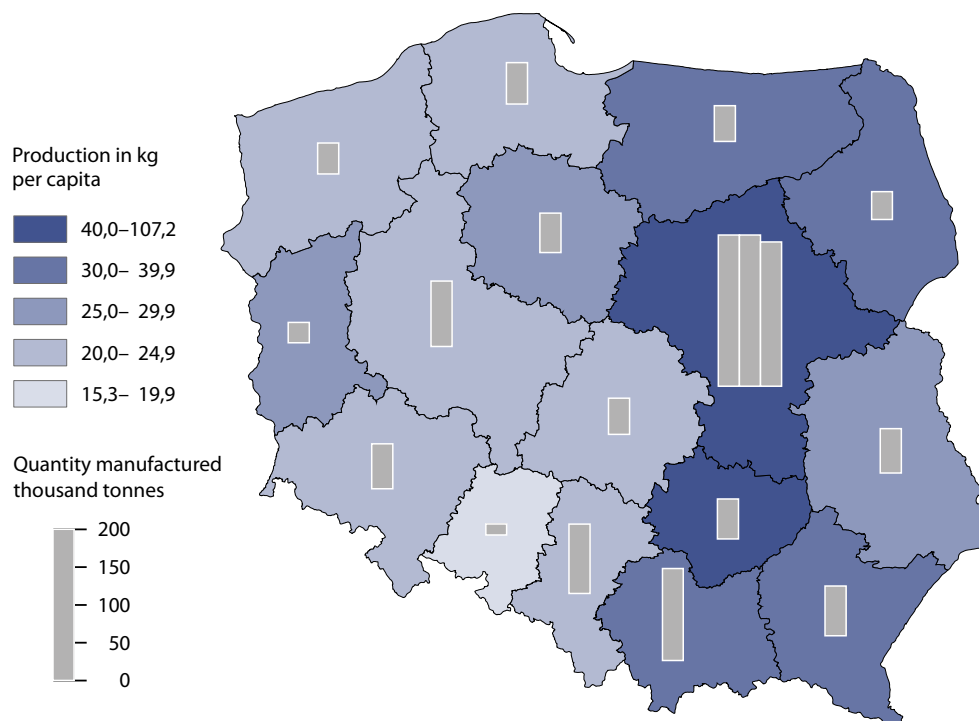 Production in kg
per capita
40,0–107,2
30,0– 39,9
25,0– 29,9
20,0– 24,9
15,3– 19,9
Quantity manufactured
thousand tonnes
200
150
100
50
0